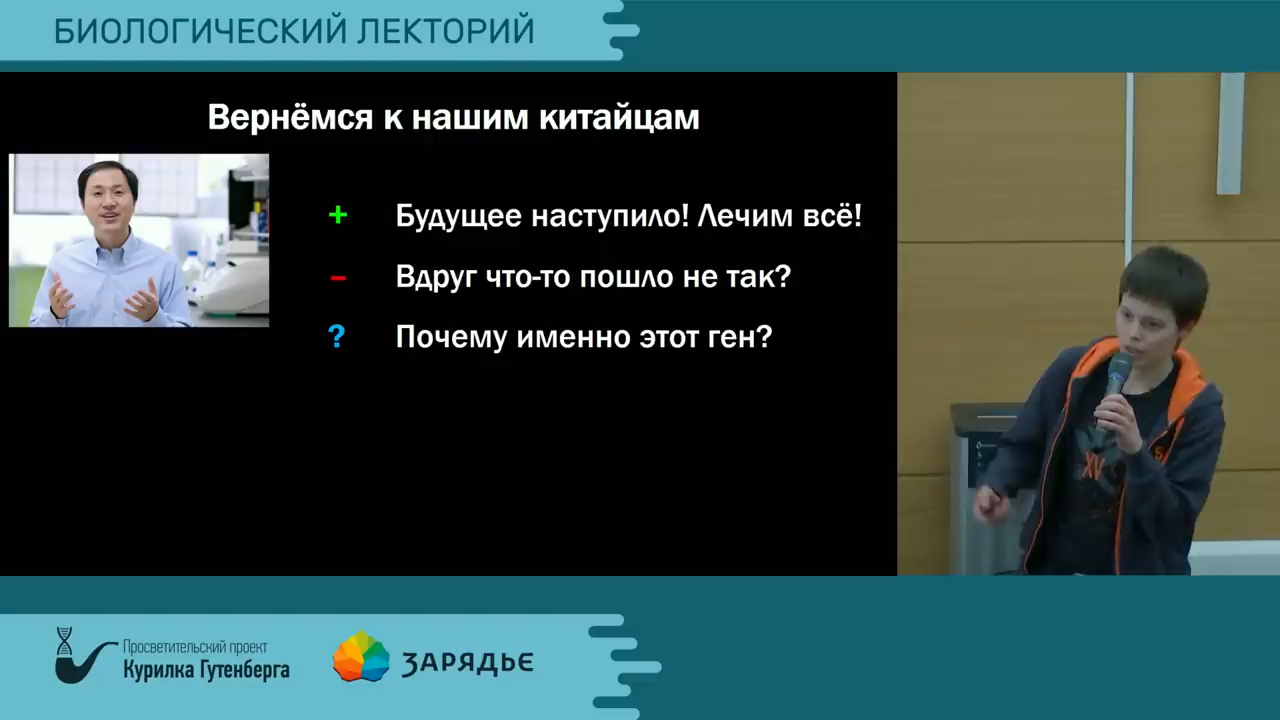 БИОЛОГИЧЕСКИЙ ЛЕКТОРИЙ
Вернёмся к нашим китайцам
+ Будущее наступило! Лечим всё!
– Вдруг что-то пошло не так?
? Почему именно этот ген?
XV
Просветительский проект
Курилка Гутенберга
ЗАРЯДЬЕ